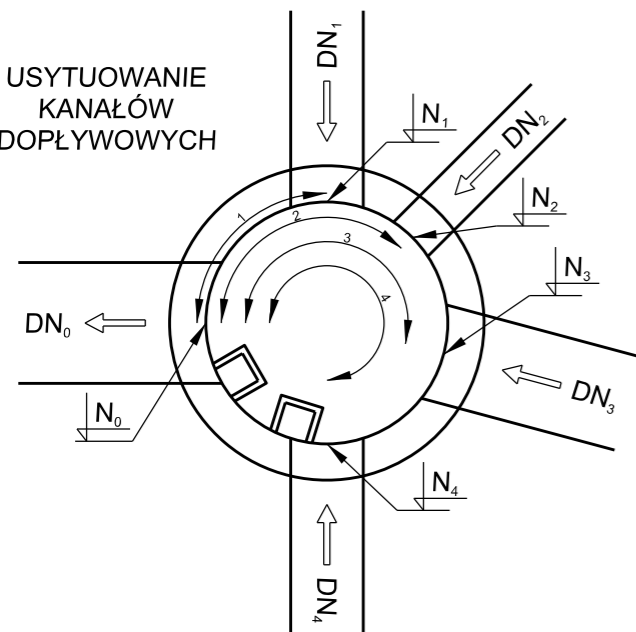 USYTUOWANIE
KANAŁÓW
DOPŁYWOWYCH
DN₁
N₁
DN₂
N₂
N₃
1
2
3
4
DN₀
DN₃
N₀
N₄
DN₄